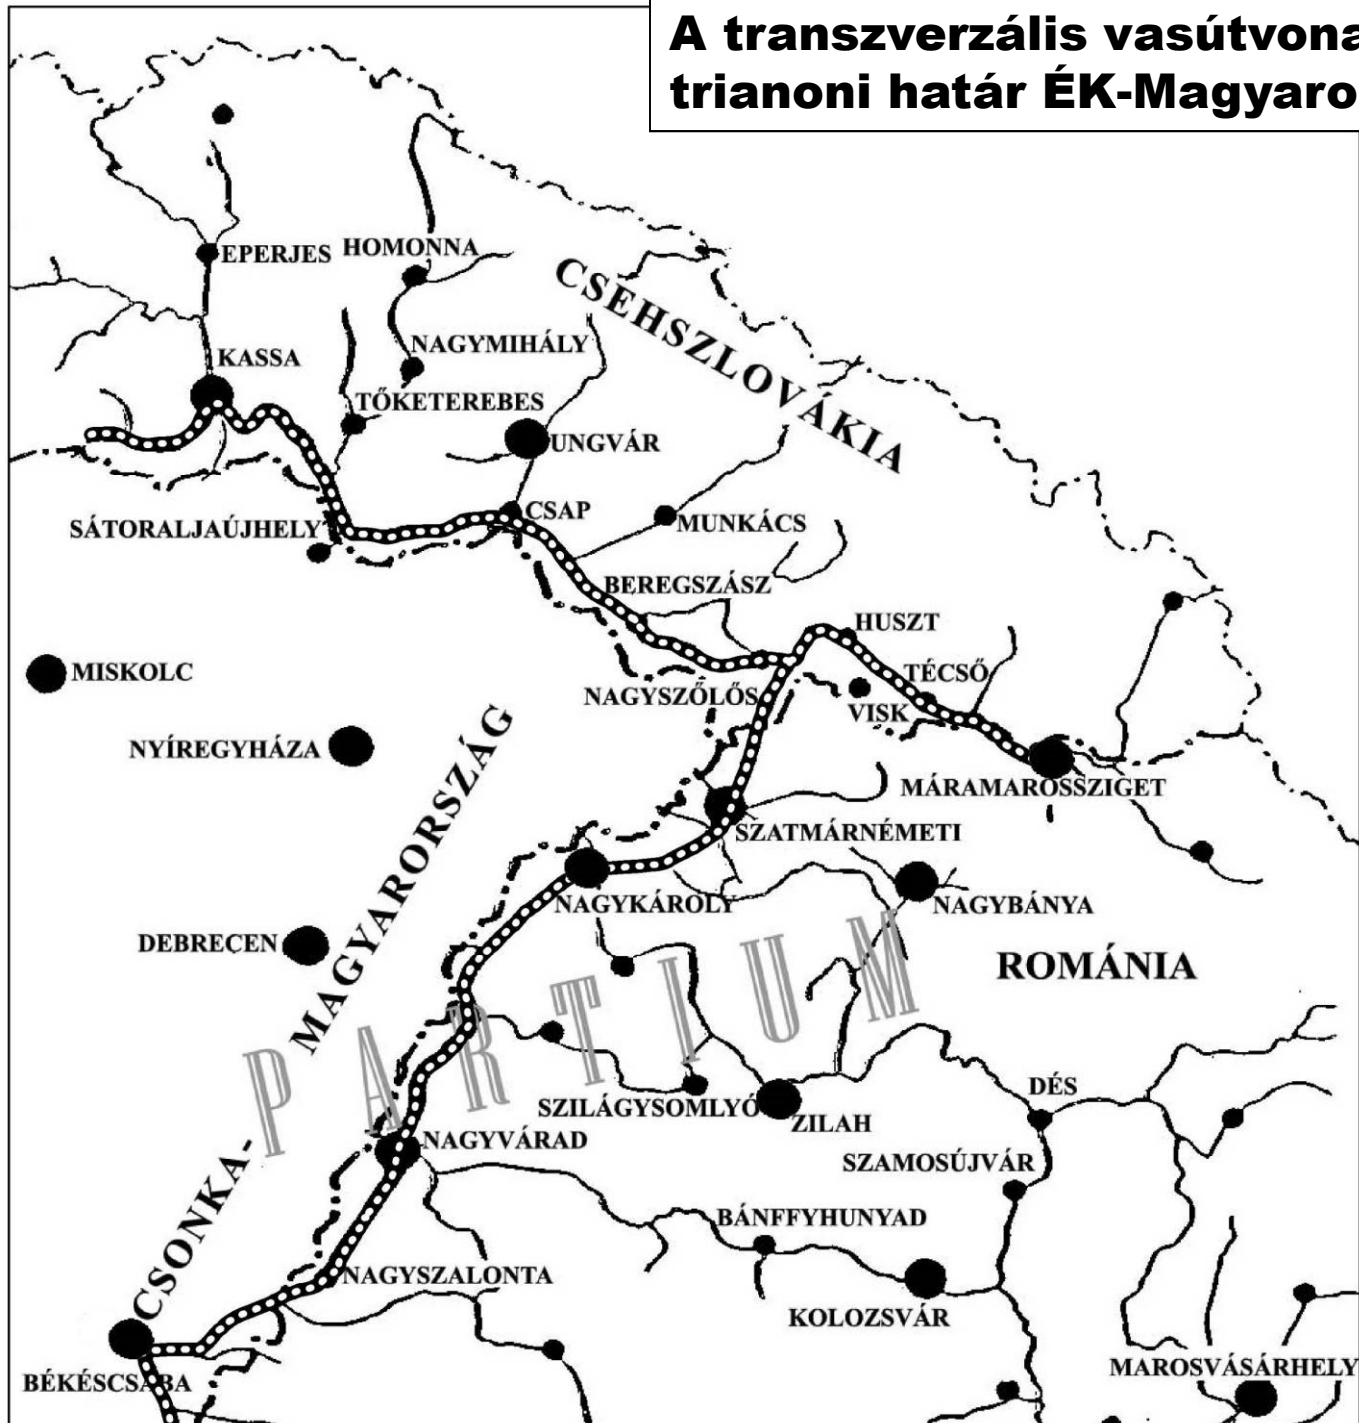 A transzverzális vasútvona
trianoni határ ÉK-Magyaro
EPERJES
HOMONNA
CSEHSZLOVÁKIA
NAGYMIHÁLY
KASSA
TŐKETEREBES
UNGVÁR
CSAP
MUNKÁCS
SÁTORALJAÚJHELY
BEREGSZÁSZ
HUSZT
MISKOLC
TÉCSŐ
NAGYSZŐLŐS
VISK
NYÍREGYHÁZA
MÁRAMAROSSZIGET
SZATMÁRNÉMETI
NAGYKÁROLY
NAGYBÁNYA
DEBRECEN
ROMÁNIA
CSONKA-
MAGYARORSZÁG
PARTIUM
DÉS
SZILÁGYSOMLYÓ
ZILAH
NAGYVÁRAD
SZAMOSÚJVÁR
BÁNFFYHUNYAD
NAGYSZALONTA
KOLOZSVÁR
MAROSVÁSÁRHELY
BÉKÉSCSABA